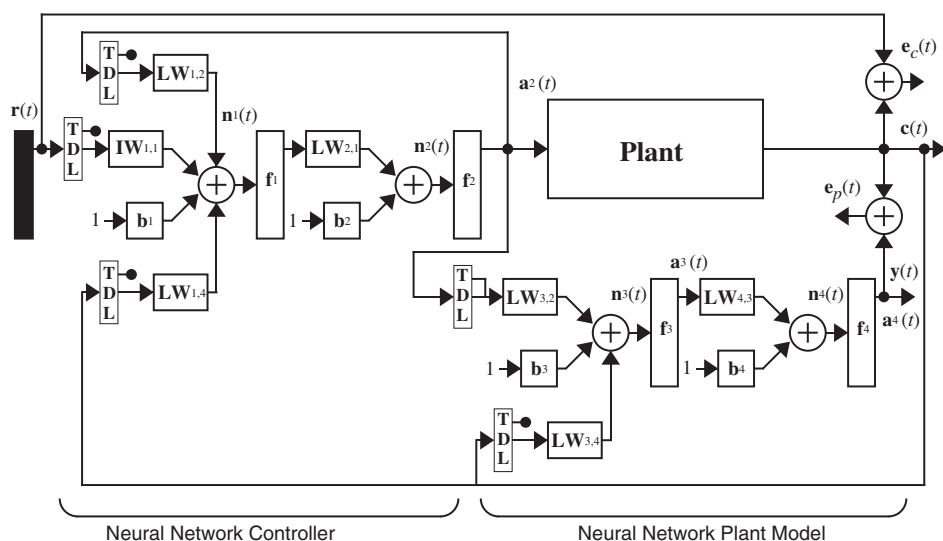 e_c(t)
T
D
L
LW1,2
a2(t)
r(t)
n1(t)
c(t)
T
D
L
IW1,1
LW2,1
n2(t)
Plant
f1
f2
e_p(t)
1
b1
1
b2
T
D
L
LW1,4
T
D
L
LW3,2
n3(t)
a3(t)
LW4,3
n4(t)
y(t)
f3
f4
a4(t)
1
b3
1
b4
T
D
L
LW3,4
Neural Network Controller
Neural Network Plant Model